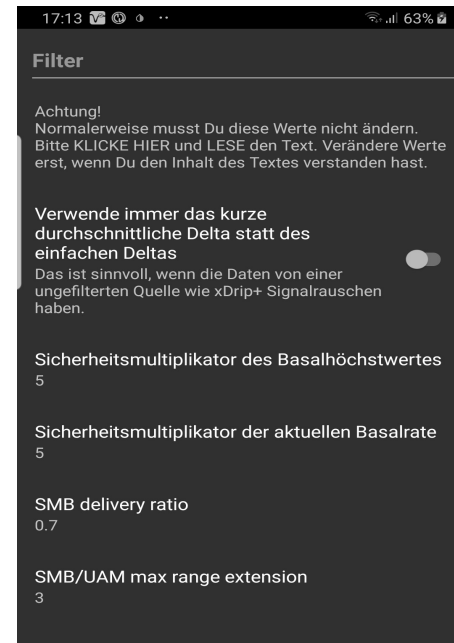 17:13 63%
Filter
Achtung!
Normalerweise musst Du diese Werte nicht ändern.
Bitte KLICKE HIER und LESE den Text. Verändere Werte
erst, wenn Du den Inhalt des Textes verstanden hast.
Verwende immer das kurze
durchschnittliche Delta statt des
einfachen Deltas
Das ist sinnvoll, wenn die Daten von einer
ungefilterten Quelle wie xDrip+ Signalrauschen
haben.
Sicherheitsmultiplikator des Basalhöchstwertes
5
Sicherheitsmultiplikator der aktuellen Basalrate
5
SMB delivery ratio
0.7
SMB/UAM max range extension
3